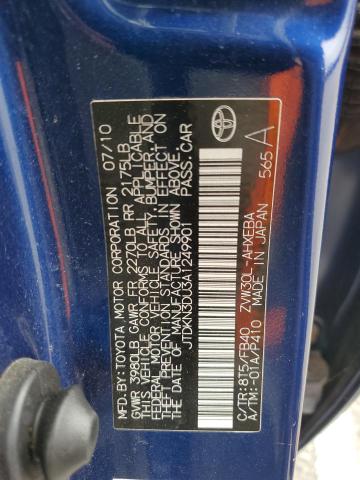 MFD.BY:TOYOTA MOTOR CORPORATION 07/10
GVWR 3980LB GAWR FR 2270LB RR 2175LB
THIS VEHICLE CONFORMS TO ALL APPLICABLE
FEDERAL MOTOR VEHICLE SAFETY, BUMPER, AND
THEFT PREVENTION STANDARDS IN EFFECT ON
THE DATE OF MANUFACTURE SHOWN ABOVE.
JTDKN3DU3A1249901 PASS.CAR
TOYOTA
C/TR:8T5/FB40 ZVW30L-AHXEBA
A/TM:-01A/P410 MADE IN JAPAN 565 A